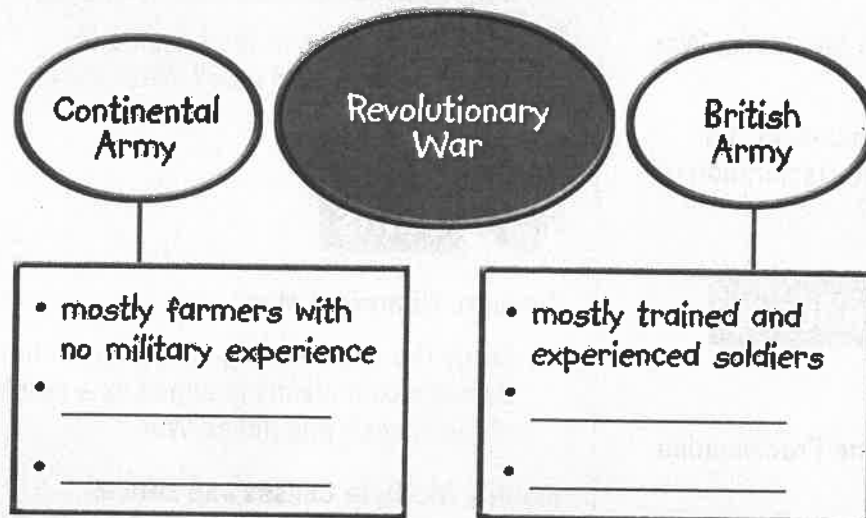 Continental
Army
Revolutionary
War
British
Army
• mostly farmers with
no military experience
•
•
• mostly trained and
experienced soldiers
•
•